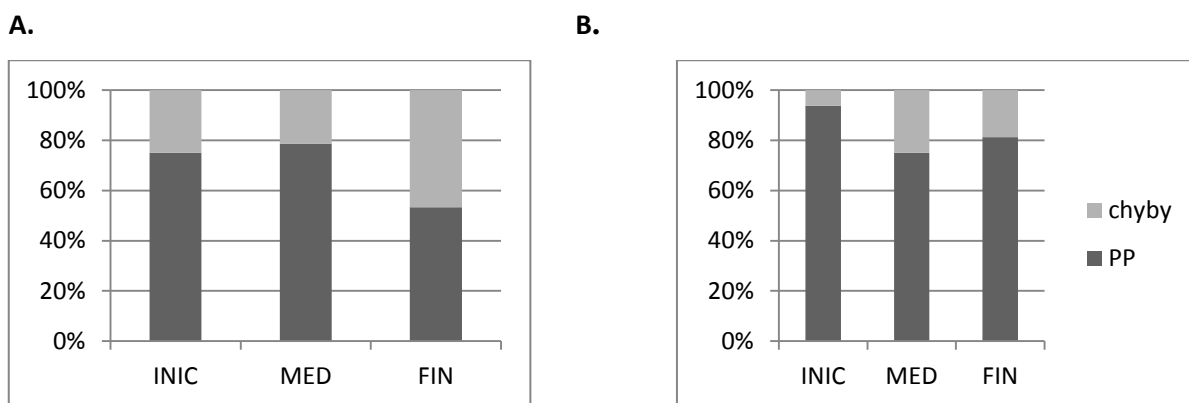 A.
100%
80%
60%
40%
20%
0%
INIC MED FIN
B.
100%
80%
60%
40%
20%
0%
INIC MED FIN
chyby
PP